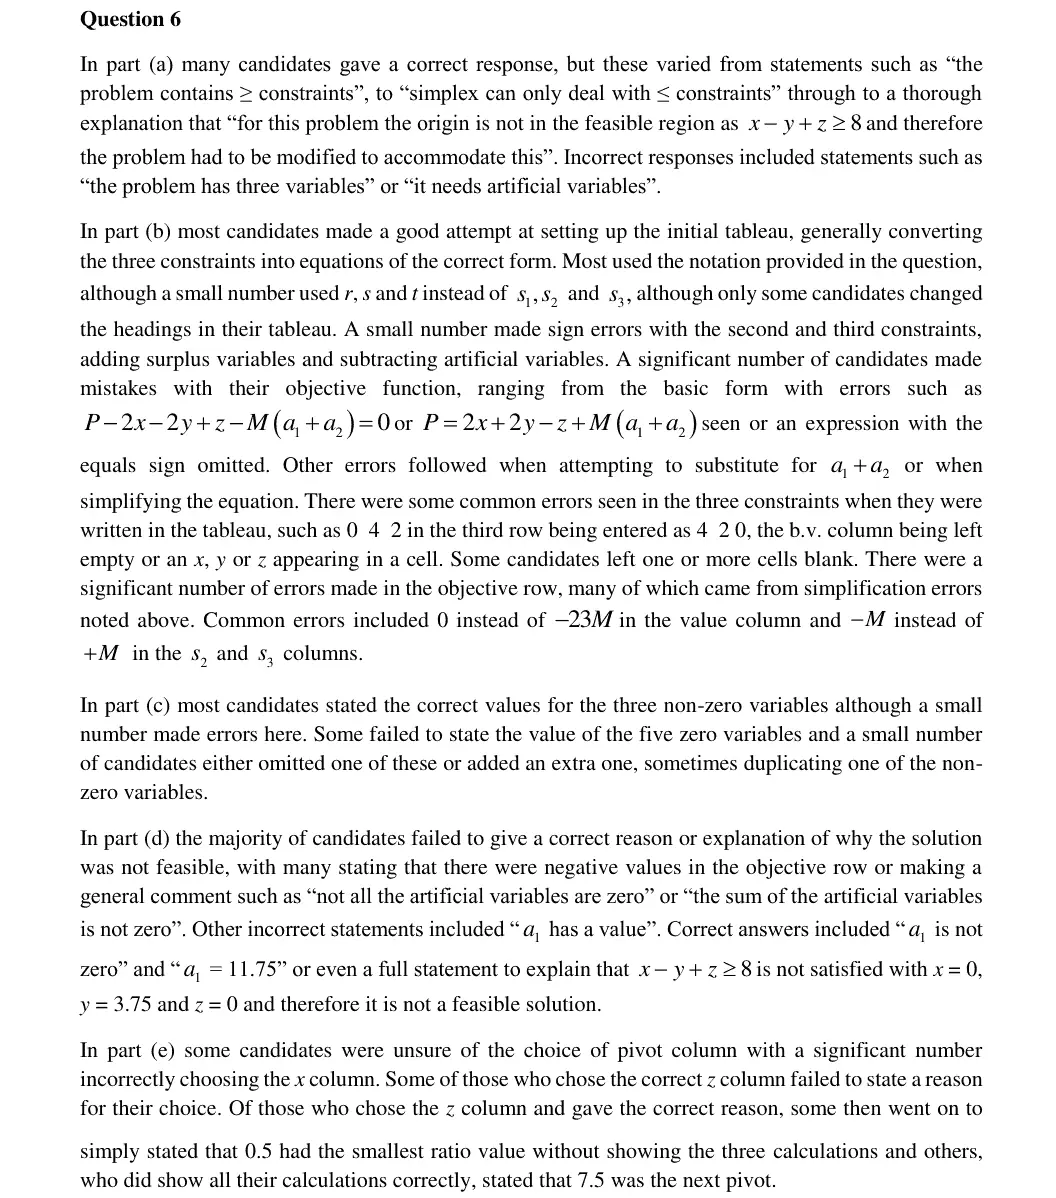 Question 6
In part (a) many candidates gave a correct response, but these varied from statements such as “the
problem contains ≥ constraints”, to “simplex can only deal with ≤ constraints” through to a thorough
explanation that “for this problem the origin is not in the feasible region as x − y + z ≥ 8 and therefore
the problem had to be modified to accommodate this”. Incorrect responses included statements such as
“the problem has three variables” or “it needs artificial variables”.
In part (b) most candidates made a good attempt at setting up the initial tableau, generally converting
the three constraints into equations of the correct form. Most used the notation provided in the question,
although a small number used r, s and t instead of s₁, s₂ and s₃, although only some candidates changed
the headings in their tableau. A small number made sign errors with the second and third constraints,
adding surplus variables and subtracting artificial variables. A significant number of candidates made
mistakes with their objective function, ranging from the basic form with errors such as
P − 2x − 2y + z − M(a₁ + a₂) = 0 or P = 2x + 2y − z + M(a₁ + a₂) seen or an expression with the
equals sign omitted. Other errors followed when attempting to substitute for a₁ + a₂ or when
simplifying the equation. There were some common errors seen in the three constraints when they were
written in the tableau, such as 0 4 2 in the third row being entered as 4 2 0, the b.v. column being left
empty or an x, y or z appearing in a cell. Some candidates left one or more cells blank. There were a
significant number of errors made in the objective row, many of which came from simplification errors
noted above. Common errors included 0 instead of −23M in the value column and −M instead of
+M in the s₂ and s₃ columns.
In part (c) most candidates stated the correct values for the three non-zero variables although a small
number made errors here. Some failed to state the value of the five zero variables and a small number
of candidates either omitted one of these or added an extra one, sometimes duplicating one of the non-
zero variables.
In part (d) the majority of candidates failed to give a correct reason or explanation of why the solution
was not feasible, with many stating that there were negative values in the objective row or making a
general comment such as “not all the artificial variables are zero” or “the sum of the artificial variables
is not zero”. Other incorrect statements included “a₁ has a value”. Correct answers included “a₁ is not
zero” and “a₁ = 11.75” or even a full statement to explain that x − y + z ≥ 8 is not satisfied with x = 0,
y = 3.75 and z = 0 and therefore it is not a feasible solution.
In part (e) some candidates were unsure of the choice of pivot column with a significant number
incorrectly choosing the x column. Some of those who chose the correct z column failed to state a reason
for their choice. Of those who chose the z column and gave the correct reason, some then went on to
simply stated that 0.5 had the smallest ratio value without showing the three calculations and others,
who did show all their calculations correctly, stated that 7.5 was the next pivot.